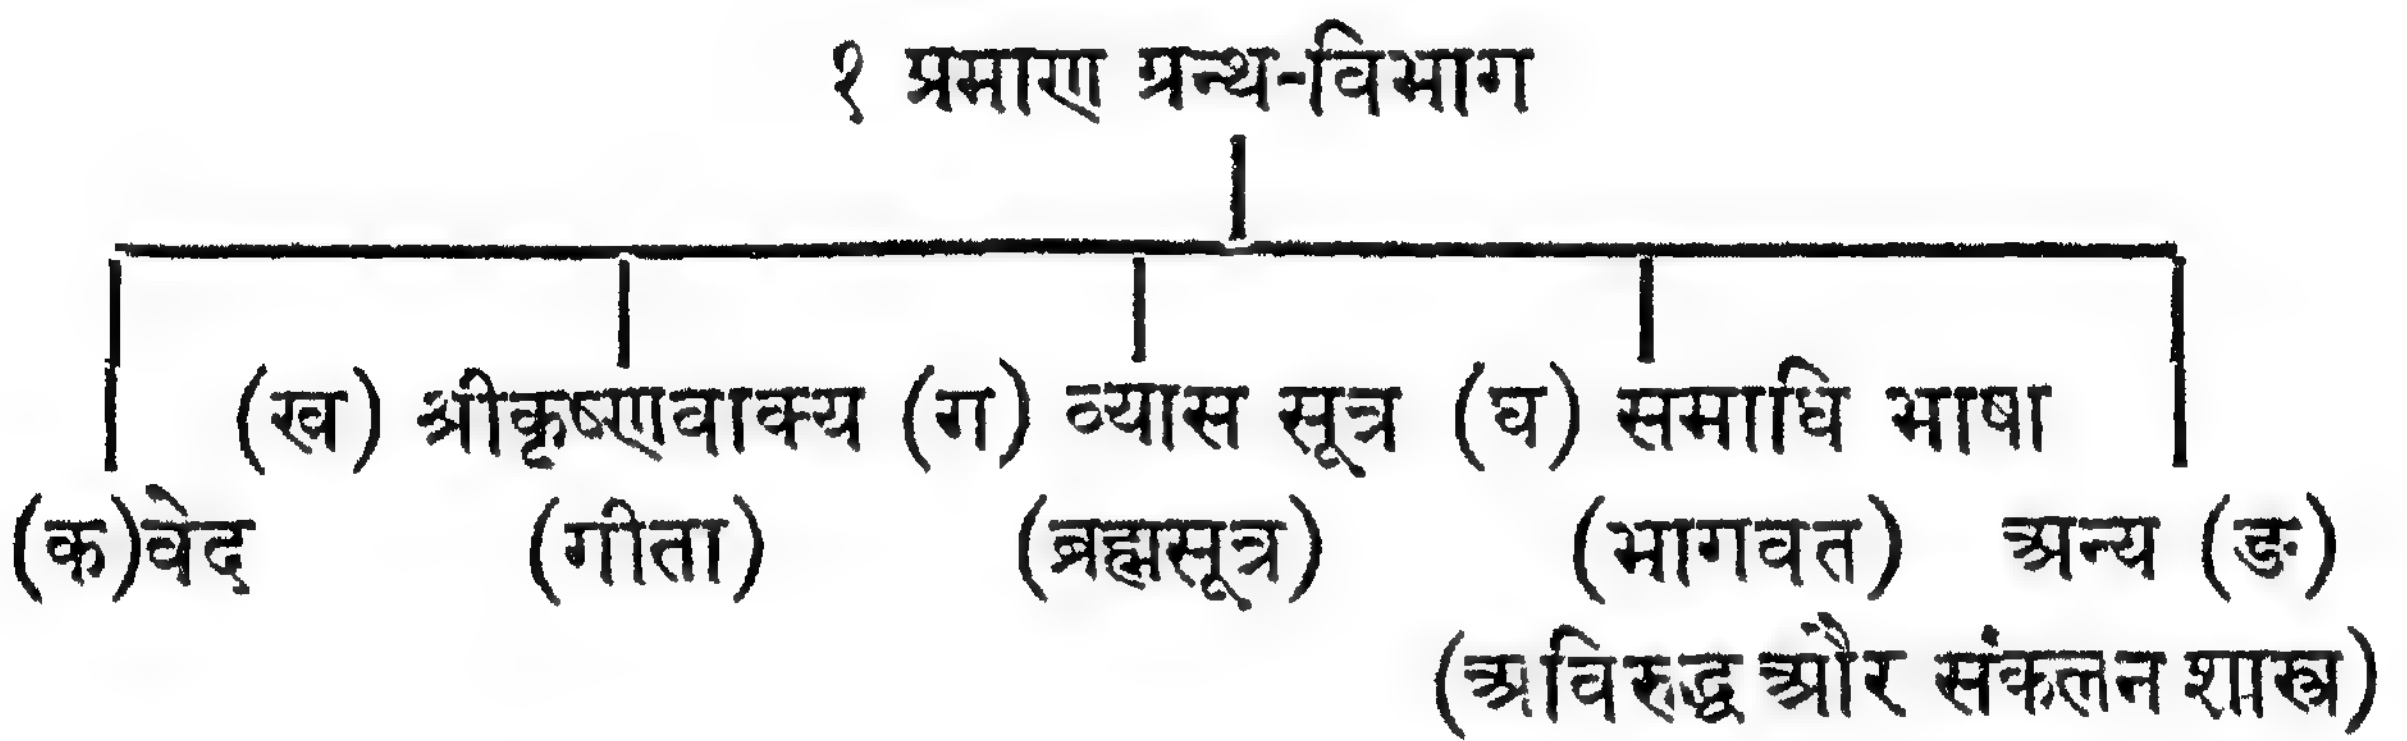 १ प्रमाण ग्रन्थ-विभाग
(ख) श्रीकृष्णवाक्य (ग) व्यास सूत्र (घ) समाधि भाषा
(क)वेद (गीता) (ब्रह्मसूत्र) (भागवत) अन्य (ङ)
(अविरुद्ध और संकलन शास्त्र)